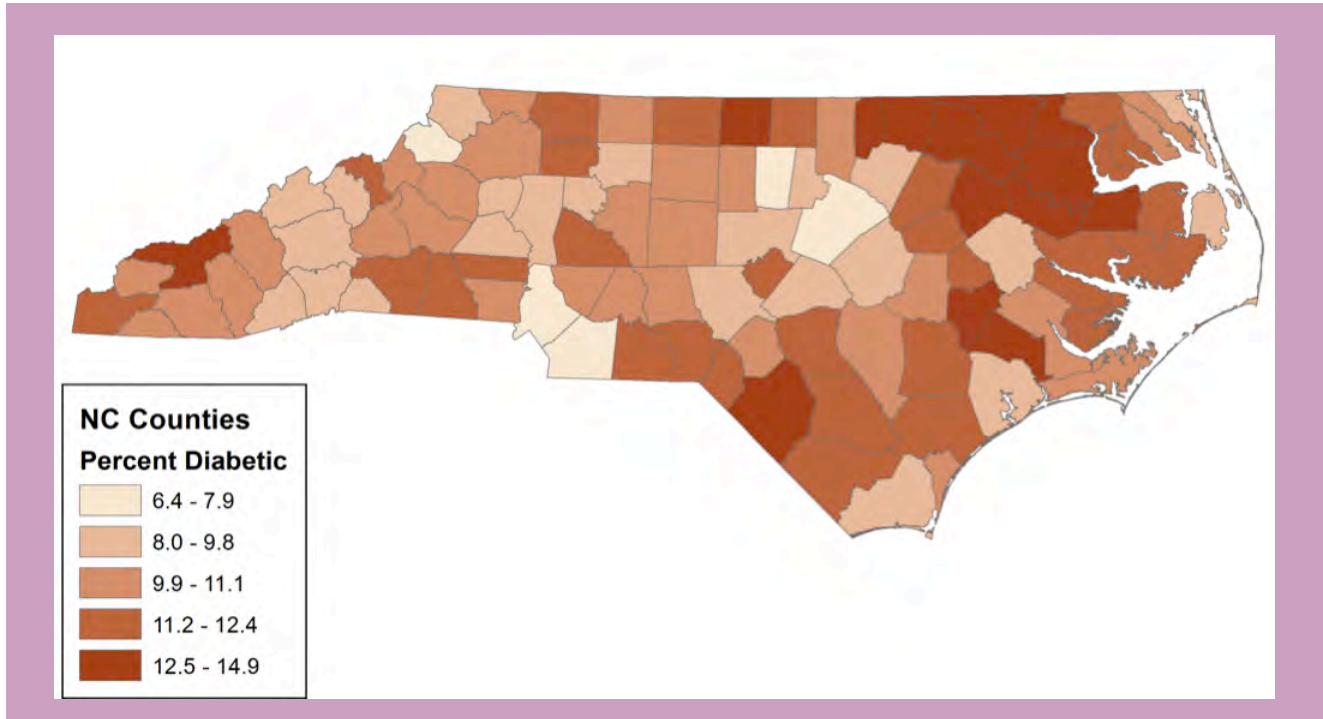 NC Counties
Percent Diabetic
6.4 - 7.9
8.0 - 9.8
9.9 - 11.1
11.2 - 12.4
12.5 - 14.9